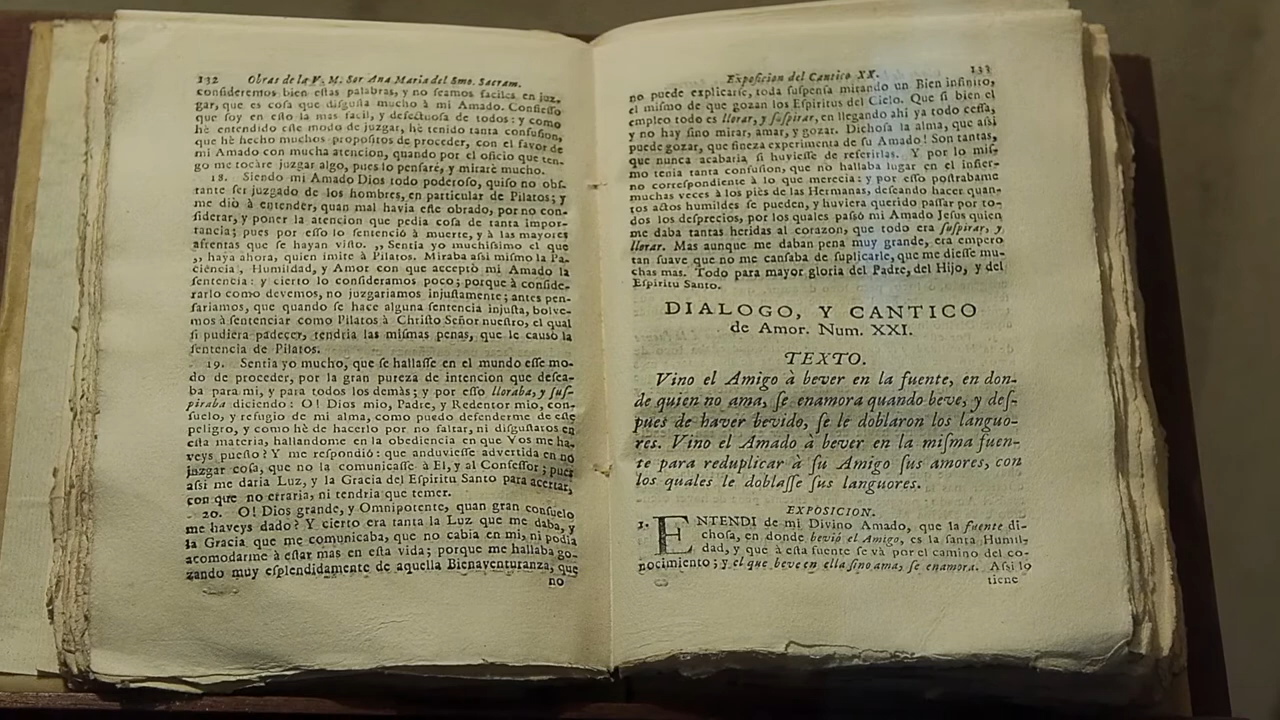 132 Obras de la V. M. Sor Ana Maria del Smo. Sacram.
consideremos bien estas palabras, y no seamos faciles en juz-
gar, que es cosa que disgusta mucho à mi Amado. Confiesso
que soy en esto la mas facil, y defectuosa de todos: y como
hè entendido este modo de juzgar, hè tenido tanta confusion,
que hè hecho muchos propositos de proceder, con el favor de
mi Amado con mucha atencion, quando por el oficio que ten-
go me tocàre juzgar algo, pues lo pensarè, y mirarè mucho.
18. Siendo mi Amado Dios todo poderoso, quiso no obs-
tante ser juzgado de los hombres, en particular de Pilatos; y
me diò à entender, quan mal havia este obrado, por no con-
siderar, y poner la atencion que pedia cosa de tanta impor-
tancia; pues por esso lo sentenciò à muerte, y à las mayores
afrentas que se hayan visto. ,, Sentia yo muchissimo el que
,, haya ahora, quien imite à Pilatos. Miraba assi mismo la Pa-
ciencia, Humildad, y Amor con que acceptò mi Amado la
sentencia: y cierto lo consideramos poco; porque à conside-
rarlo como devemos, no juzgariamos injustamente; antes pen-
sariamos, que quando se hace alguna sentencia injusta, bolve-
mos à sentenciar como Pilatos à Christo Señor nuestro, el qual
si pudiera padecer, tendria las mismas penas, que le causò la
sentencia de Pilatos.
19. Sentia yo mucho, que se hallasse en el mundo esse mo-
do de proceder, por la gran pureza de intencion que desea-
ba para mi, y para todos los demàs; y por esso lloraba, y sus-
piraba diciendo: O! Dios mio, Padre, y Redentor mio, con-
suelo, y refugio de mi alma, como puedo defenderme de este
peligro, y como hè de hacerlo por no faltar, ni disgustatos en
esta materia, hallandome en la obediencia en que Vos me ha-
veys puesto? Y me respondiò: que anduviesse advertida en no
juzgar cosa, que no la comunicasse à El, y al Confessor; pues
assi me daria Luz, y la Gracia del Espiritu Santo para acertar,
con que no erraria, ni tendria que temer.
20. O! Dios grande, y Omnipotente, quan gran consuelo
me haveys dado? Y cierto era tanta la Luz que me daba, y
la Gracia que me comunicaba, que no cabia en mi, ni podia
acomodarme à estar mas en esta vida; porque me hallaba go-
zando muy esplendidamente de aquella Bienaventuranza, que
no
Exposicion del Cantico XX. 133
no puede explicarse, toda suspensa mirando un Bien infinito,
el mismo de que gozan los Espiritus del Cielo. Que si bien el
empleo todo es llorar, y suspirar, en llegando ahì ya todo cessa,
y no hay sino mirar, amar, y gozar. Dichosa la alma, que assi
puede gozar, que fineza experimenta de su Amado! Son tantas,
que nunca acabaria si huviesse de referirlas. Y por lo mis-
mo tenia tanta confusion, que no hallaba lugar en el infier-
no correspondiente à lo que merecia: y por esso postrabame
muchas veces à los piès de las Hermanas, deseando hacer quan-
tos actos humildes se pueden, y huviera querido passar por to-
dos los desprecios, por los quales passò mi Amado Jesus quien
me daba tantas heridas al corazon, que todo era suspirar, y
llorar. Mas aunque me daban pena muy grande, era empero
tan suave que no me cansaba de suplicarle, que me diesse mu-
chas mas. Todo para mayor gloria del Padre, del Hijo, y del
Espiritu Santo.
DIALOGO, Y CANTICO
de Amor. Num. XXI.
TEXTO.
Vino el Amigo à bever en la fuente, en don-
de quien no ama, se enamora quando beve, y des-
pues de haver bevido, se le doblaron los languo-
res. Vino el Amado à bever en la misma fuen-
te para reduplicar à su Amigo sus amores, con
los quales le doblasse sus languores.
EXPOSICION.
1. ENTENDI de mi Divino Amado, que la fuente di-
chosa, en donde beviò el Amigo, es la santa Humil-
dad, y que à esta fuente se và por el camino del co-
nocimiento; y el que beve en ella sino ama, se enamora. Assi lo
tiene